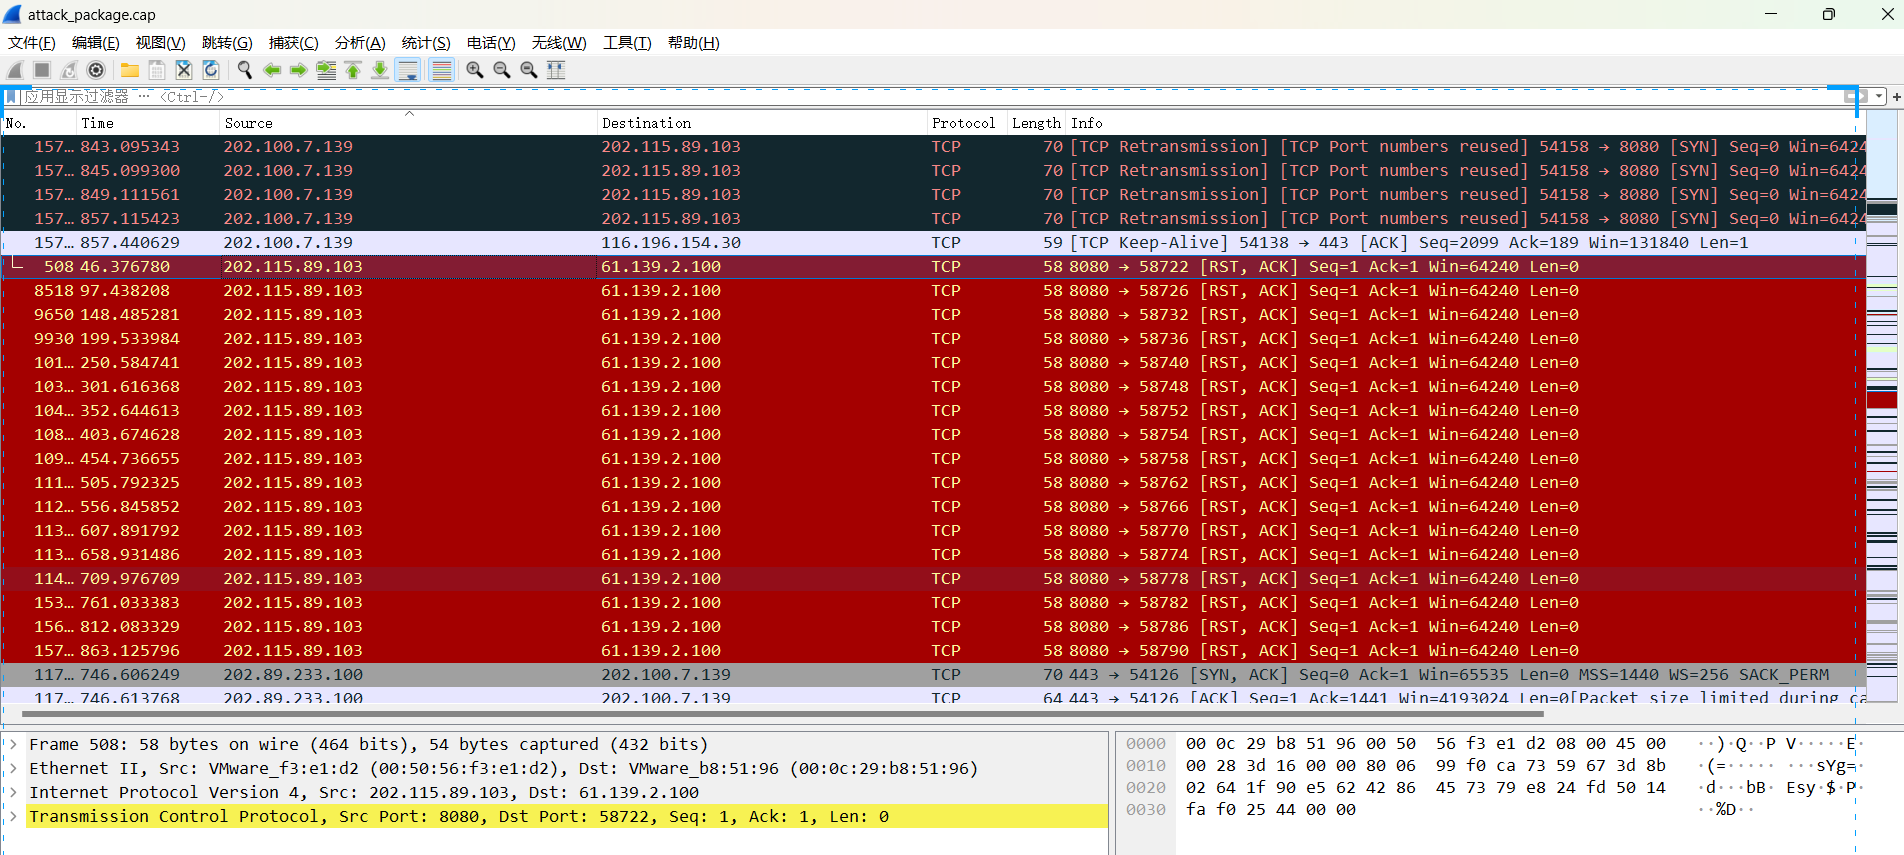 attack_package.cap
文件(F) 编辑(E) 视图(V) 跳转(G) 捕获(C) 分析(A) 统计(S) 电话(Y) 无线(W) 工具(T) 帮助(H)
应用显示过滤器 … <Ctrl-/>
No. Time Source Destination Protocol Length Info
157… 843.095343 202.100.7.139 202.115.89.103 TCP 70 [TCP Retransmission] [TCP Port numbers reused] 54158 → 8080 [SYN] Seq=0 Win=6424
157… 845.099300 202.100.7.139 202.115.89.103 TCP 70 [TCP Retransmission] [TCP Port numbers reused] 54158 → 8080 [SYN] Seq=0 Win=6424
157… 849.111561 202.100.7.139 202.115.89.103 TCP 70 [TCP Retransmission] [TCP Port numbers reused] 54158 → 8080 [SYN] Seq=0 Win=6424
157… 857.115423 202.100.7.139 202.115.89.103 TCP 70 [TCP Retransmission] [TCP Port numbers reused] 54158 → 8080 [SYN] Seq=0 Win=6424
157… 857.440629 202.100.7.139 116.196.154.30 TCP 59 [TCP Keep-Alive] 54138 → 443 [ACK] Seq=2099 Ack=189 Win=131840 Len=1
508 46.376780 202.115.89.103 61.139.2.100 TCP 58 8080 → 58722 [RST, ACK] Seq=1 Ack=1 Win=64240 Len=0
8518 97.438208 202.115.89.103 61.139.2.100 TCP 58 8080 → 58726 [RST, ACK] Seq=1 Ack=1 Win=64240 Len=0
9650 148.485281 202.115.89.103 61.139.2.100 TCP 58 8080 → 58732 [RST, ACK] Seq=1 Ack=1 Win=64240 Len=0
9930 199.533984 202.115.89.103 61.139.2.100 TCP 58 8080 → 58736 [RST, ACK] Seq=1 Ack=1 Win=64240 Len=0
101… 250.584741 202.115.89.103 61.139.2.100 TCP 58 8080 → 58740 [RST, ACK] Seq=1 Ack=1 Win=64240 Len=0
103… 301.616368 202.115.89.103 61.139.2.100 TCP 58 8080 → 58748 [RST, ACK] Seq=1 Ack=1 Win=64240 Len=0
104… 352.644613 202.115.89.103 61.139.2.100 TCP 58 8080 → 58752 [RST, ACK] Seq=1 Ack=1 Win=64240 Len=0
108… 403.674628 202.115.89.103 61.139.2.100 TCP 58 8080 → 58754 [RST, ACK] Seq=1 Ack=1 Win=64240 Len=0
109… 454.736655 202.115.89.103 61.139.2.100 TCP 58 8080 → 58758 [RST, ACK] Seq=1 Ack=1 Win=64240 Len=0
111… 505.792325 202.115.89.103 61.139.2.100 TCP 58 8080 → 58762 [RST, ACK] Seq=1 Ack=1 Win=64240 Len=0
112… 556.845852 202.115.89.103 61.139.2.100 TCP 58 8080 → 58766 [RST, ACK] Seq=1 Ack=1 Win=64240 Len=0
113… 607.891792 202.115.89.103 61.139.2.100 TCP 58 8080 → 58770 [RST, ACK] Seq=1 Ack=1 Win=64240 Len=0
113… 658.931486 202.115.89.103 61.139.2.100 TCP 58 8080 → 58774 [RST, ACK] Seq=1 Ack=1 Win=64240 Len=0
114… 709.976709 202.115.89.103 61.139.2.100 TCP 58 8080 → 58778 [RST, ACK] Seq=1 Ack=1 Win=64240 Len=0
153… 761.033383 202.115.89.103 61.139.2.100 TCP 58 8080 → 58782 [RST, ACK] Seq=1 Ack=1 Win=64240 Len=0
156… 812.083329 202.115.89.103 61.139.2.100 TCP 58 8080 → 58786 [RST, ACK] Seq=1 Ack=1 Win=64240 Len=0
157… 863.125796 202.115.89.103 61.139.2.100 TCP 58 8080 → 58790 [RST, ACK] Seq=1 Ack=1 Win=64240 Len=0
117… 746.606249 202.89.233.100 202.100.7.139 TCP 70 443 → 54126 [SYN, ACK] Seq=0 Ack=1 Win=65535 Len=0 MSS=1440 WS=256 SACK_PERM
117… 746.613768 202.89.233.100 202.100.7.139 TCP 64 443 → 54126 [ACK] Seq=1 Ack=1441 Win=4193024 Len=0[Packet size limited during ca
Frame 508: 58 bytes on wire (464 bits), 54 bytes captured (432 bits)
Ethernet II, Src: VMware_f3:e1:d2 (00:50:56:f3:e1:d2), Dst: VMware_b8:51:96 (00:0c:29:b8:51:96)
Internet Protocol Version 4, Src: 202.115.89.103, Dst: 61.139.2.100
Transmission Control Protocol, Src Port: 8080, Dst Port: 58722, Seq: 1, Ack: 1, Len: 0
0000 00 0c 29 b8 51 96 00 50 56 f3 e1 d2 08 00 45 00 ··)·Q··P V·····E·
0010 00 28 3d 16 00 00 80 06 99 f0 ca 73 59 67 3d 8b ·(=····· ···sYg=·
0020 02 64 1f 90 e5 62 42 86 45 73 79 e8 24 fd 50 14 ·d···bB· Esy·$·P·
0030 fa f0 25 44 00 00 ··%D··